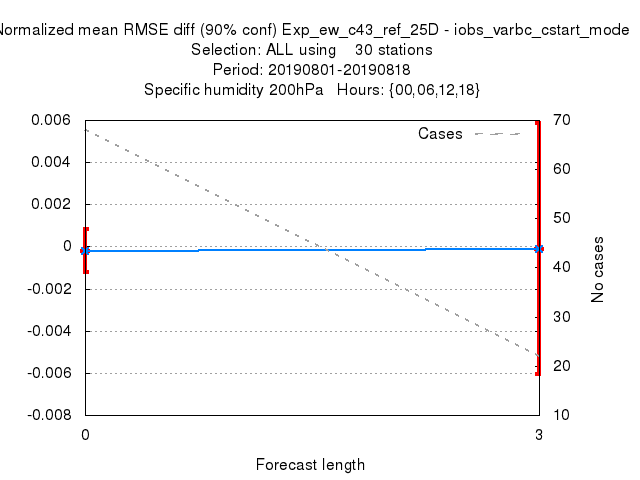 Normalized mean RMSE diff (90% conf) Exp_ew_c43_ref_25D - iobs_varbc_cstart_mode
Selection: ALL using 30 stations
Period: 20190801-20190818
Specific humidity 200hPa Hours: {00,06,12,18}
0.006
0.004
0.002
0
-0.002
-0.004
-0.006
-0.008
Cases
70
60
50
40
30
20
10
No cases
0
3
Forecast length